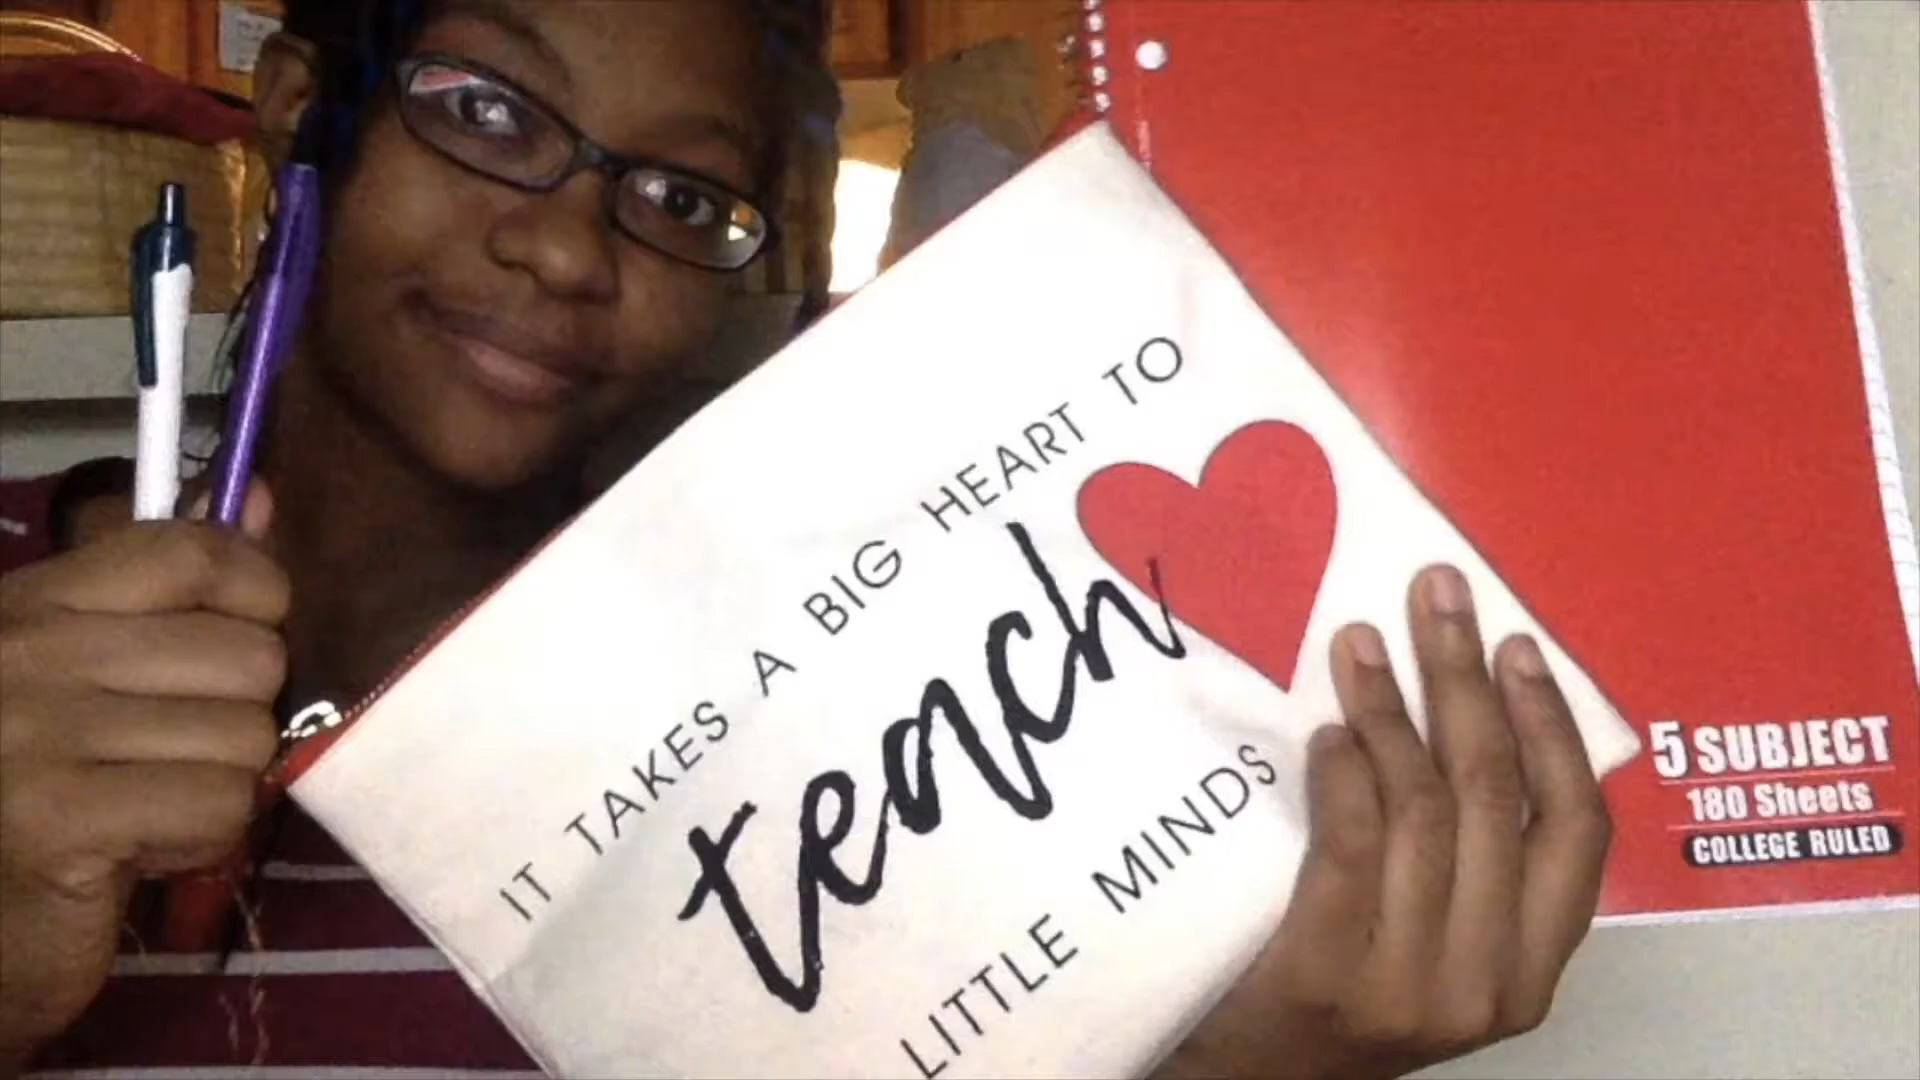 IT TAKES A BIG HEART TO
teach
LITTLE MINDS
5 SUBJECT
180 Sheets
COLLEGE RULED